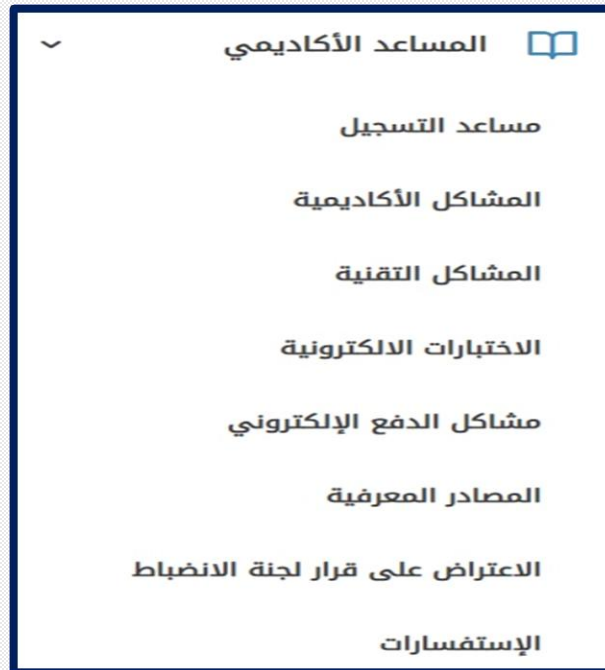 المساعد الأكاديمي
مساعد التسجيل
المشاكل الأكاديمية
المشاكل التقنية
الاختبارات الالكترونية
مشاكل الدفع الإلكتروني
المصادر المعرفية
الاعتراض على قرار لجنة الانضباط
الإستفسارات